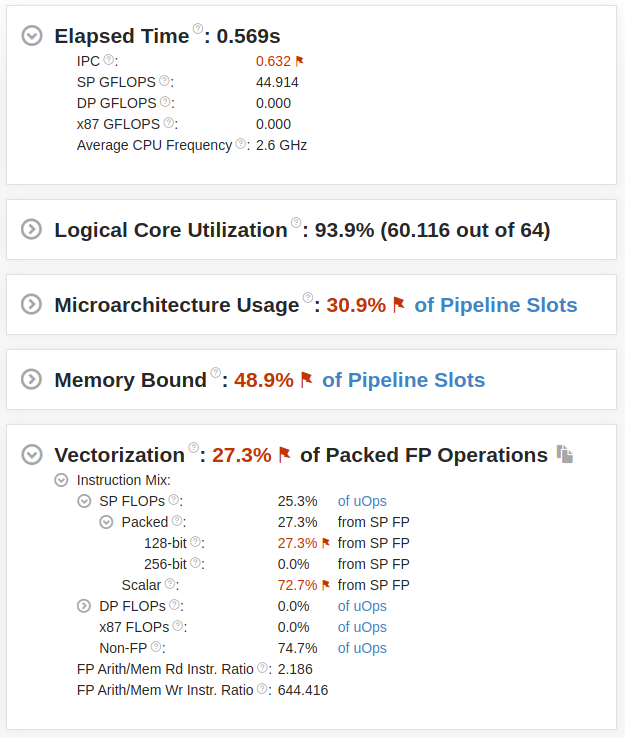 Elapsed Time ?: 0.569s
IPC ?: 0.632
SP GFLOPS ?: 44.914
DP GFLOPS ?: 0.000
x87 GFLOPS ?: 0.000
Average CPU Frequency ?: 2.6 GHz
Logical Core Utilization ?: 93.9% (60.116 out of 64)
Microarchitecture Usage ?: 30.9% of Pipeline Slots
Memory Bound ?: 48.9% of Pipeline Slots
Vectorization ?: 27.3% of Packed FP Operations
Instruction Mix:
SP FLOPs ?: 25.3% of uOps
Packed ?: 27.3% from SP FP
128-bit ?: 27.3% from SP FP
256-bit ?: 0.0% from SP FP
Scalar ?: 72.7% from SP FP
DP FLOPs ?: 0.0% of uOps
x87 FLOPs ?: 0.0% of uOps
Non-FP ?: 74.7% of uOps
FP Arith/Mem Rd Instr. Ratio ?: 2.186
FP Arith/Mem Wr Instr. Ratio ?: 644.416